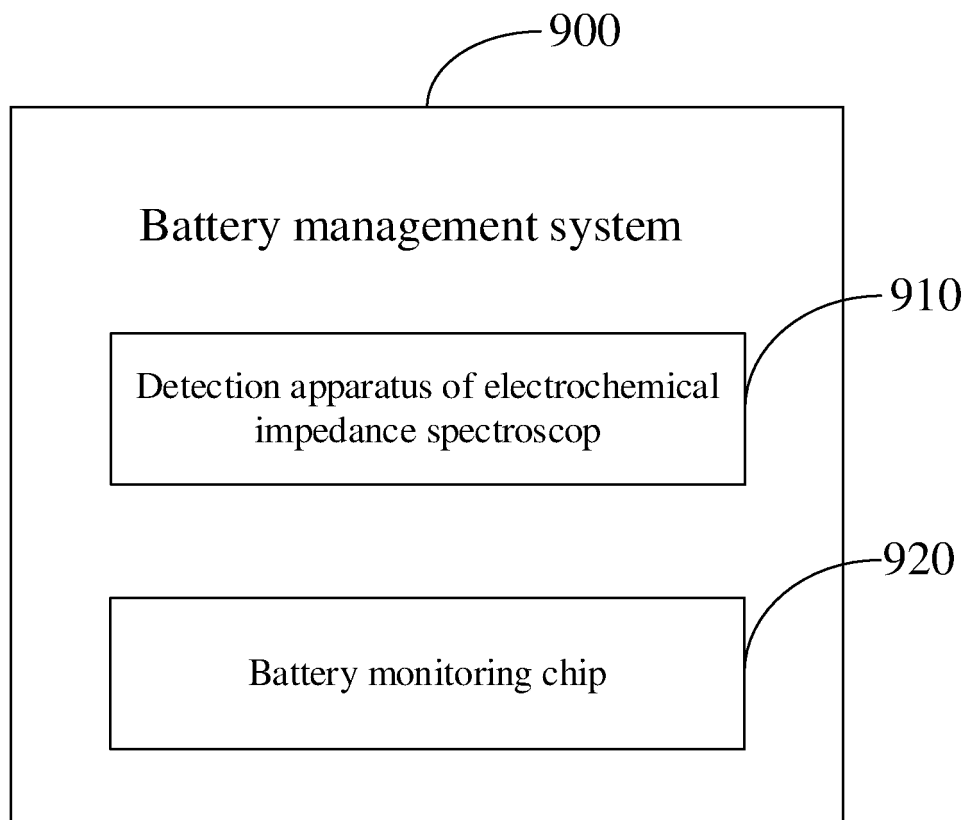 900
Battery management system
910
Detection apparatus of electrochemical
impedance spectroscop
920
Battery monitoring chip